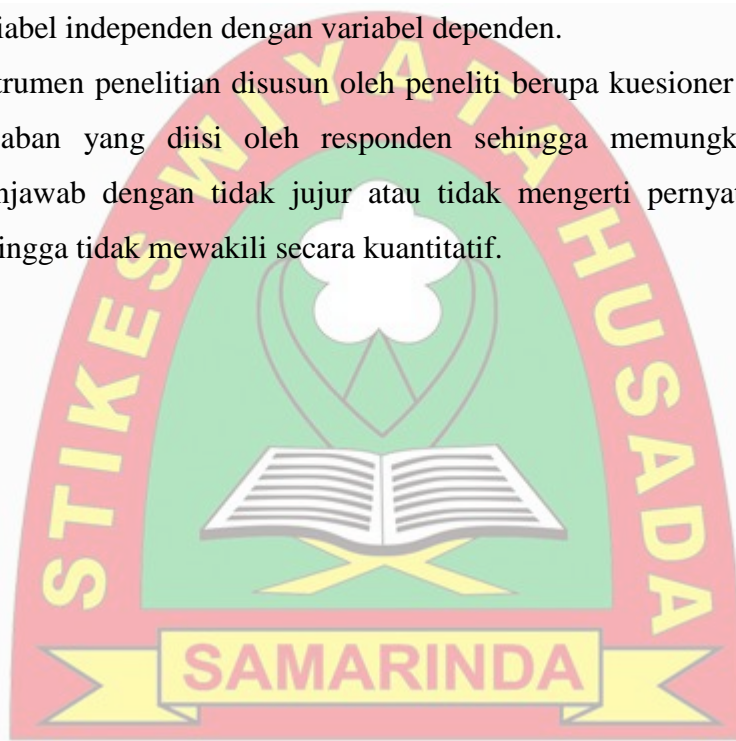 iabel independen dengan variabel dependen.
trumen penelitian disusun oleh peneliti berupa kuesioner
aban yang diisi oleh responden sehingga memungk
njawab dengan tidak jujur atau tidak mengerti pernya
ingga tidak mewakili secara kuantitatif.
STIKES WIYATA HUSADA
SAMARINDA